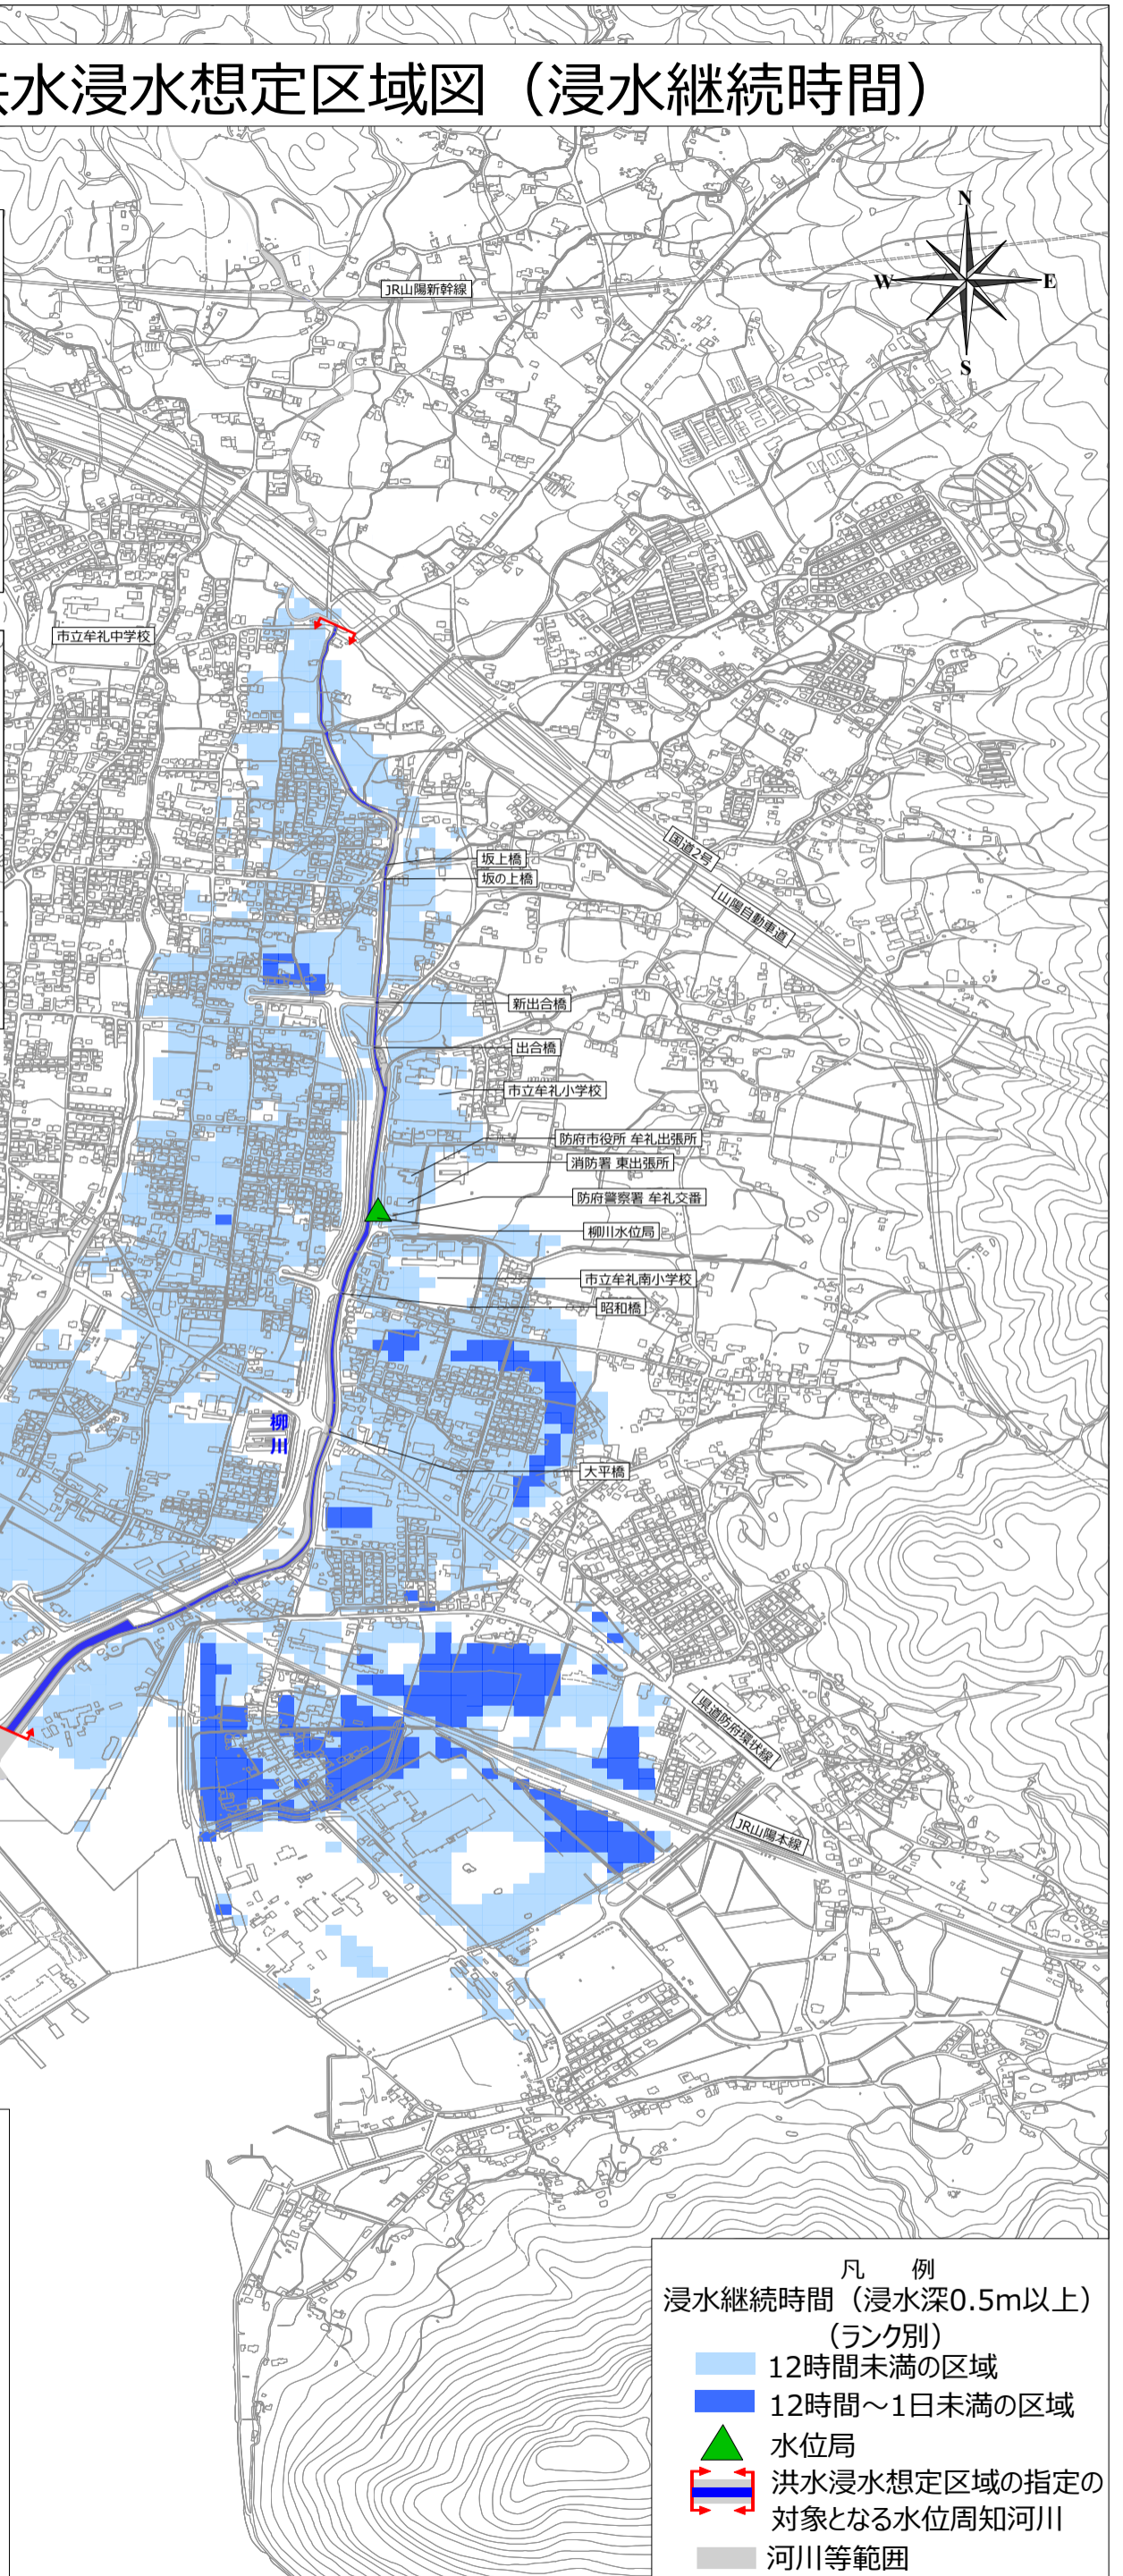 洪水浸水想定区域図（浸水継続時間）
N
W
E
S
JR山陽新幹線
市立牟礼中学校
国道2号
山陽自動車道
坂上橋
坂の上橋
新出合橋
出合橋
市立牟礼小学校
防府市役所 牟礼出張所
消防署 東出張所
防府警察署 牟礼交番
柳川水位局
市立牟礼南小学校
昭和橋
柳川
大平橋
県道防府環状線
JR山陽本線
凡 例
浸水継続時間（浸水深0.5m以上）
（ランク別）
12時間未満の区域
12時間～1日未満の区域
水位局
洪水浸水想定区域の指定の
対象となる水位周知河川
河川等範囲